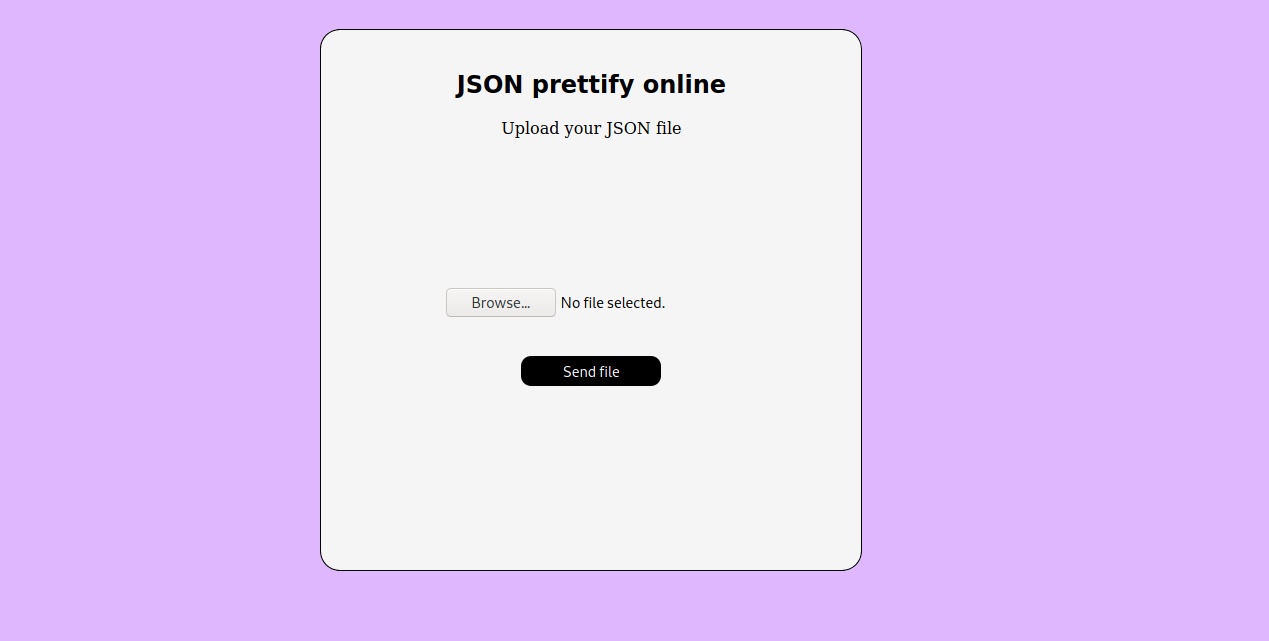 JSON prettify online
Upload your JSON file
Browse... No file selected.
Send file